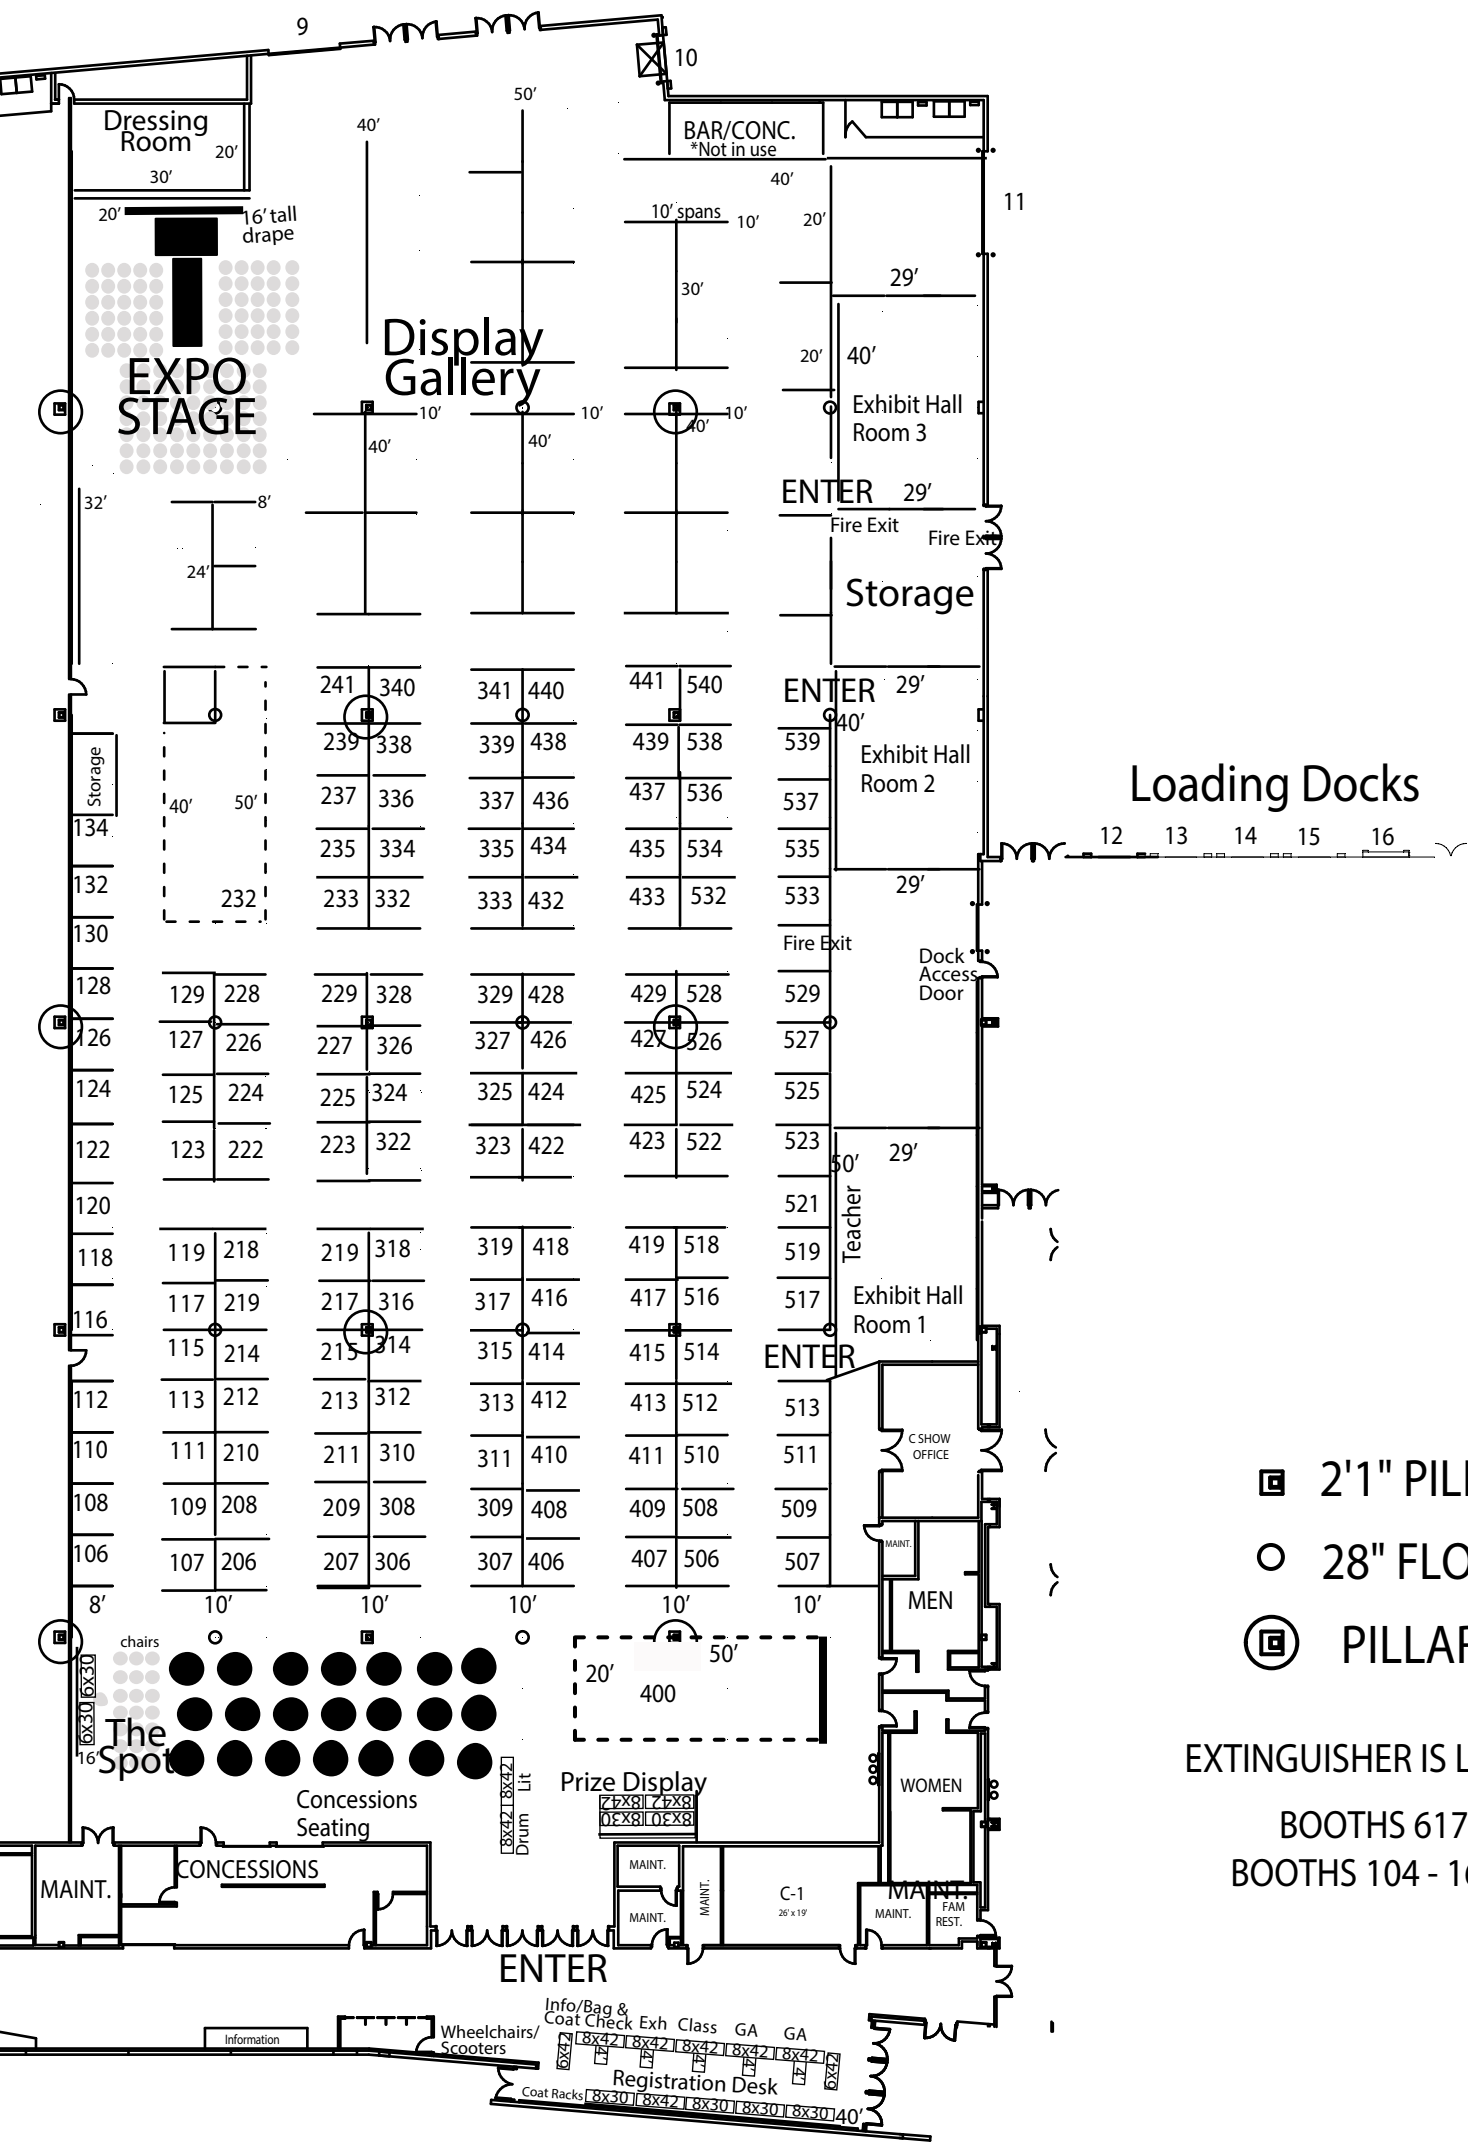 9
10
50'
40'
Dressing
Room
20'
30'
BAR/CONC.
*Not in use
40'
11
20'
16' tall
drape
10' spans
10'
20'
29'
30'
Display
Gallery
20'
40'
EXPO
STAGE
10'
10'
40'
10'
40'
40'
Exhibit Hall
Room 3
32'
8'
ENTER
29'
Fire Exit
Fire Exit
24'
Storage
241 340
341 440
441 540
ENTER
29'
40'
239 338
339 438
439 538
539
Exhibit Hall
Room 2
Storage
40'
50'
237 336
337 436
437 536
537
Loading Docks
12 13 14 15 16
134
235 334
335 434
435 534
535
132
232
233 332
333 432
433 532
533
29'
130
Fire Exit
Dock
Access
Door
128
129 228
229 328
329 428
429 528
529
126
127 226
227 326
327 426
427 526
527
124
125 224
225 324
325 424
425 524
525
122
123 222
223 322
323 422
423 522
523
50'
29'
120
521
Teacher
118
119 218
219 318
319 418
419 518
519
116
117 219
217 316
317 416
417 516
517
Exhibit Hall
Room 1
115 214
215 314
315 414
415 514
ENTER
112
113 212
213 312
313 412
413 512
513
110
111 210
211 310
311 410
411 510
511
C SHOW
OFFICE
108
109 208
209 308
309 408
409 508
509
2'1" PILL
106
107 206
207 306
307 406
407 506
507
MAINT.
28" FLO
8'
10'
10'
10'
10'
10'
MEN
PILLAR
chairs
6x30
6x30
The
Spot
16'
20'
50'
400
EXTINGUISHER IS L
Prize Display
8x42
8x42
Lit
Drum
8x42 8x42
8x30 8x30
WOMEN
Concessions
Seating
BOOTHS 617
BOOTHS 104 - 16
MAINT.
CONCESSIONS
MAINT.
MAINT.
MAINT.
C-1
26' x 19'
MAINT.
MAINT.
FAM
REST.
ENTER
Info/Bag &
Coat Check Exh Class GA GA
Information
Wheelchairs/
Scooters
6x42
8x42 8x42 8x42 8x42 8x42
6x42
4' 4' 4' 4' 4'
Registration Desk
Coat Racks 8x30 8x42 8x30 8x30 8x30 40'